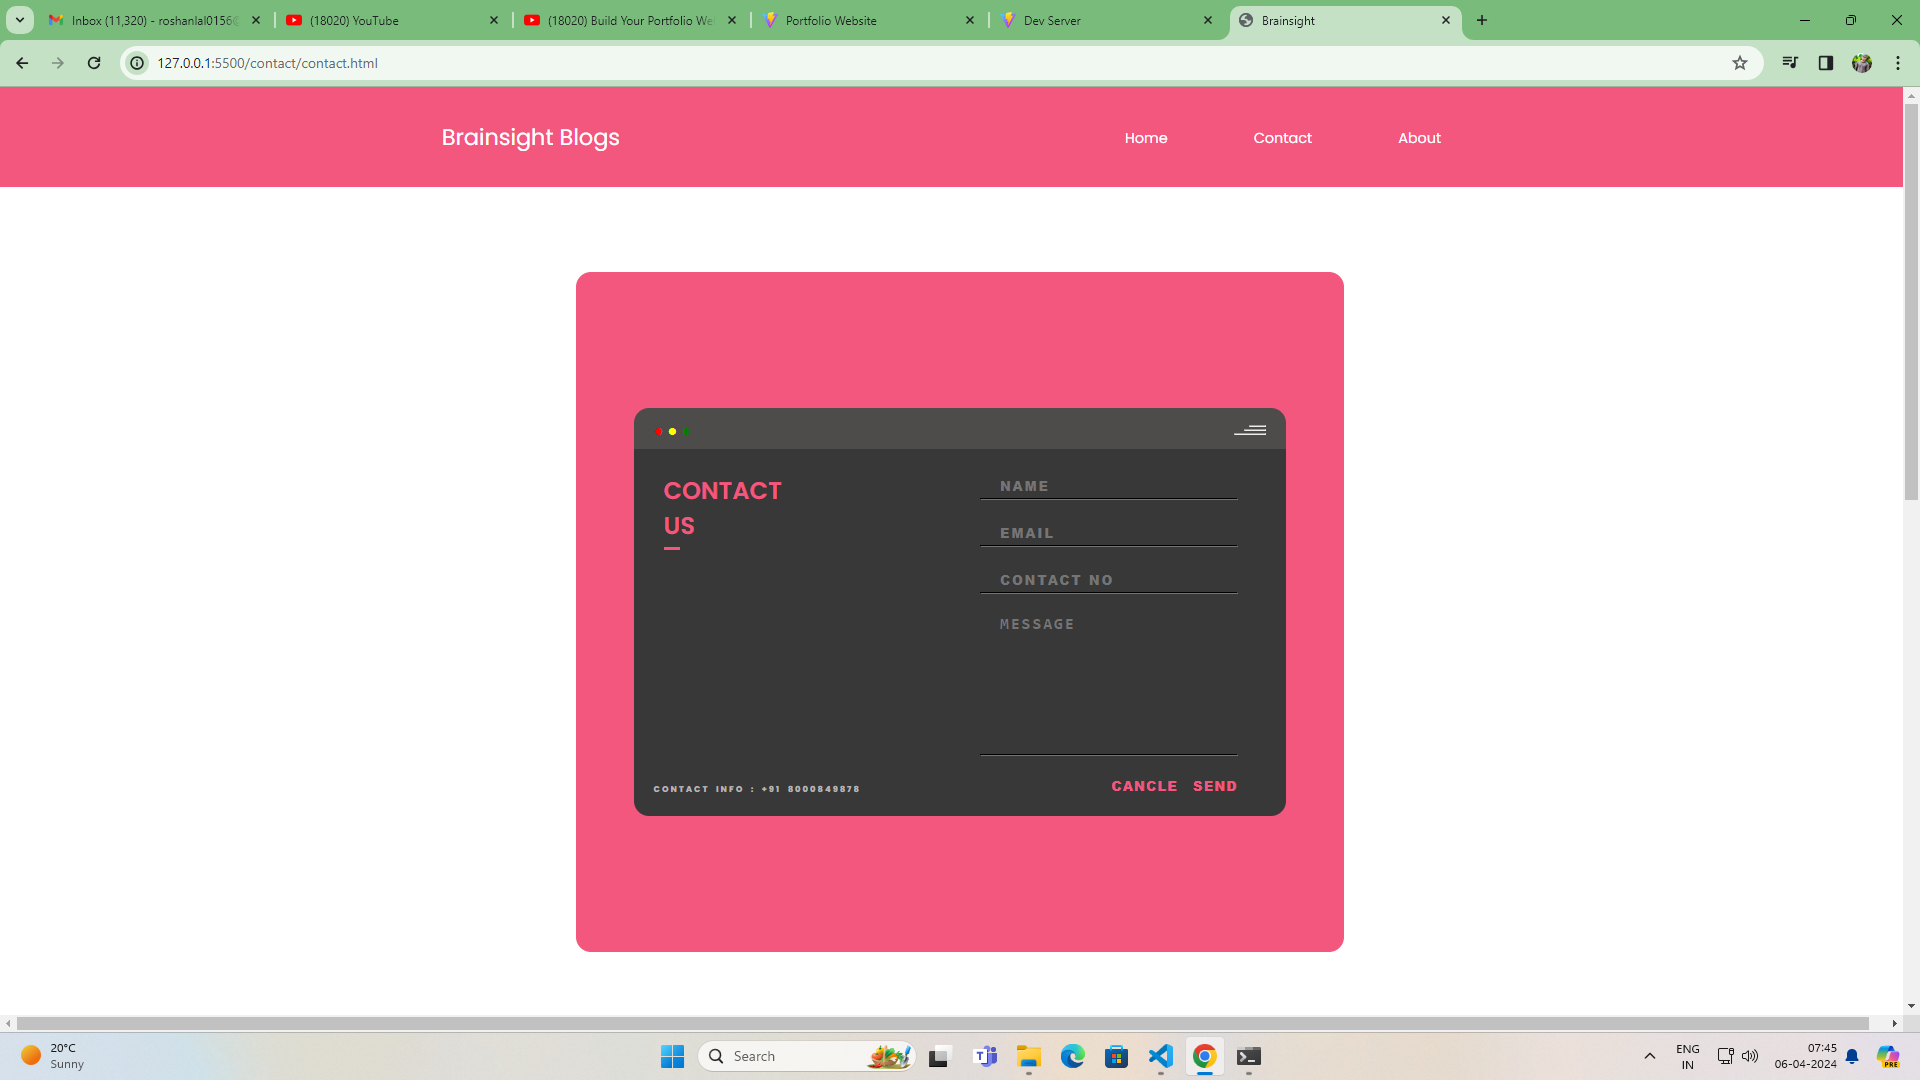 Inbox (11,320) - roshanlal0156@
(18020) YouTube
(18020) Build Your Portfolio We
Portfolio Website
Dev Server
Brainsight
127.0.0.1:5500/contact/contact.html
Brainsight Blogs
Home
Contact
About
CONTACT
US
NAME
EMAIL
CONTACT NO
MESSAGE
CONTACT INFO : +91 8000849878
CANCLE SEND
20°C
Sunny
Search
ENG
IN
07:45
06-04-2024
PRE